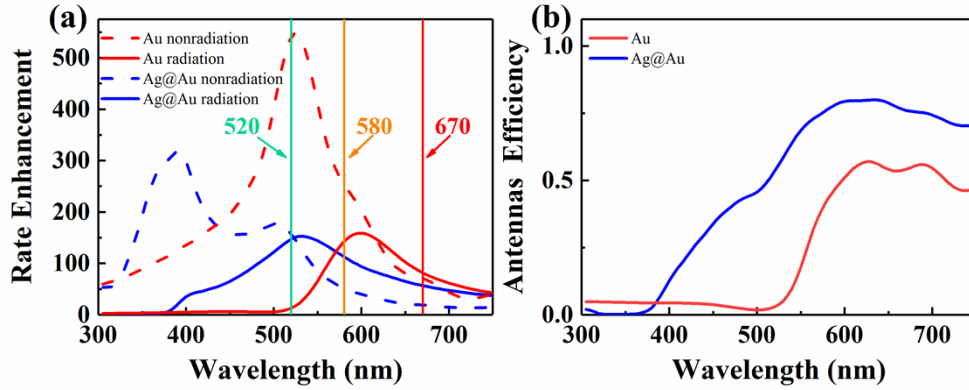 (a)
Au nonradiation
Au radiation
Ag@Au nonradiation
Ag@Au radiation
520
580
670
Rate Enhancement
500
400
300
200
150
100
50
0
300
400
500
600
700
Wavelength (nm)
(b)
Au
Ag@Au
Antennas Efficiency
1.0
0.5
0.0
300
400
500
600
700
Wavelength (nm)